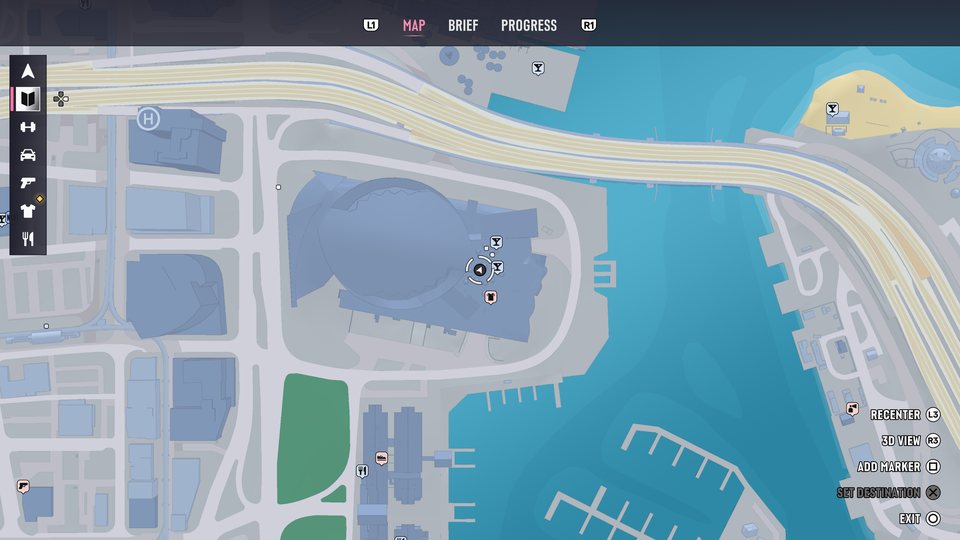 L1 MAP BRIEF PROGRESS R1
H
RECENTER L3
3D VIEW R3
ADD MARKER
SET DESTINATION
EXIT